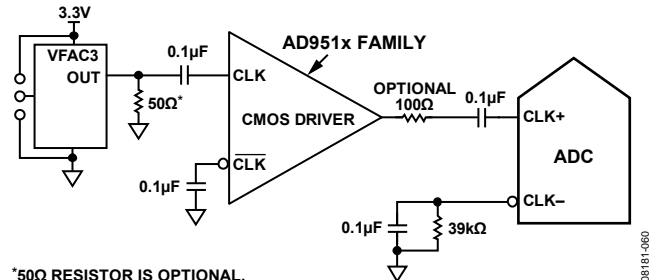 3.3V
VFAC3
OUT
0.1µF
50Ω*
AD951x FAMILY
CLK
CMOS DRIVER
CLK
0.1µF
OPTIONAL
100Ω
0.1µF
CLK+
ADC
CLK–
0.1µF
39kΩ
*50Ω RESISTOR IS OPTIONAL.
08181-060